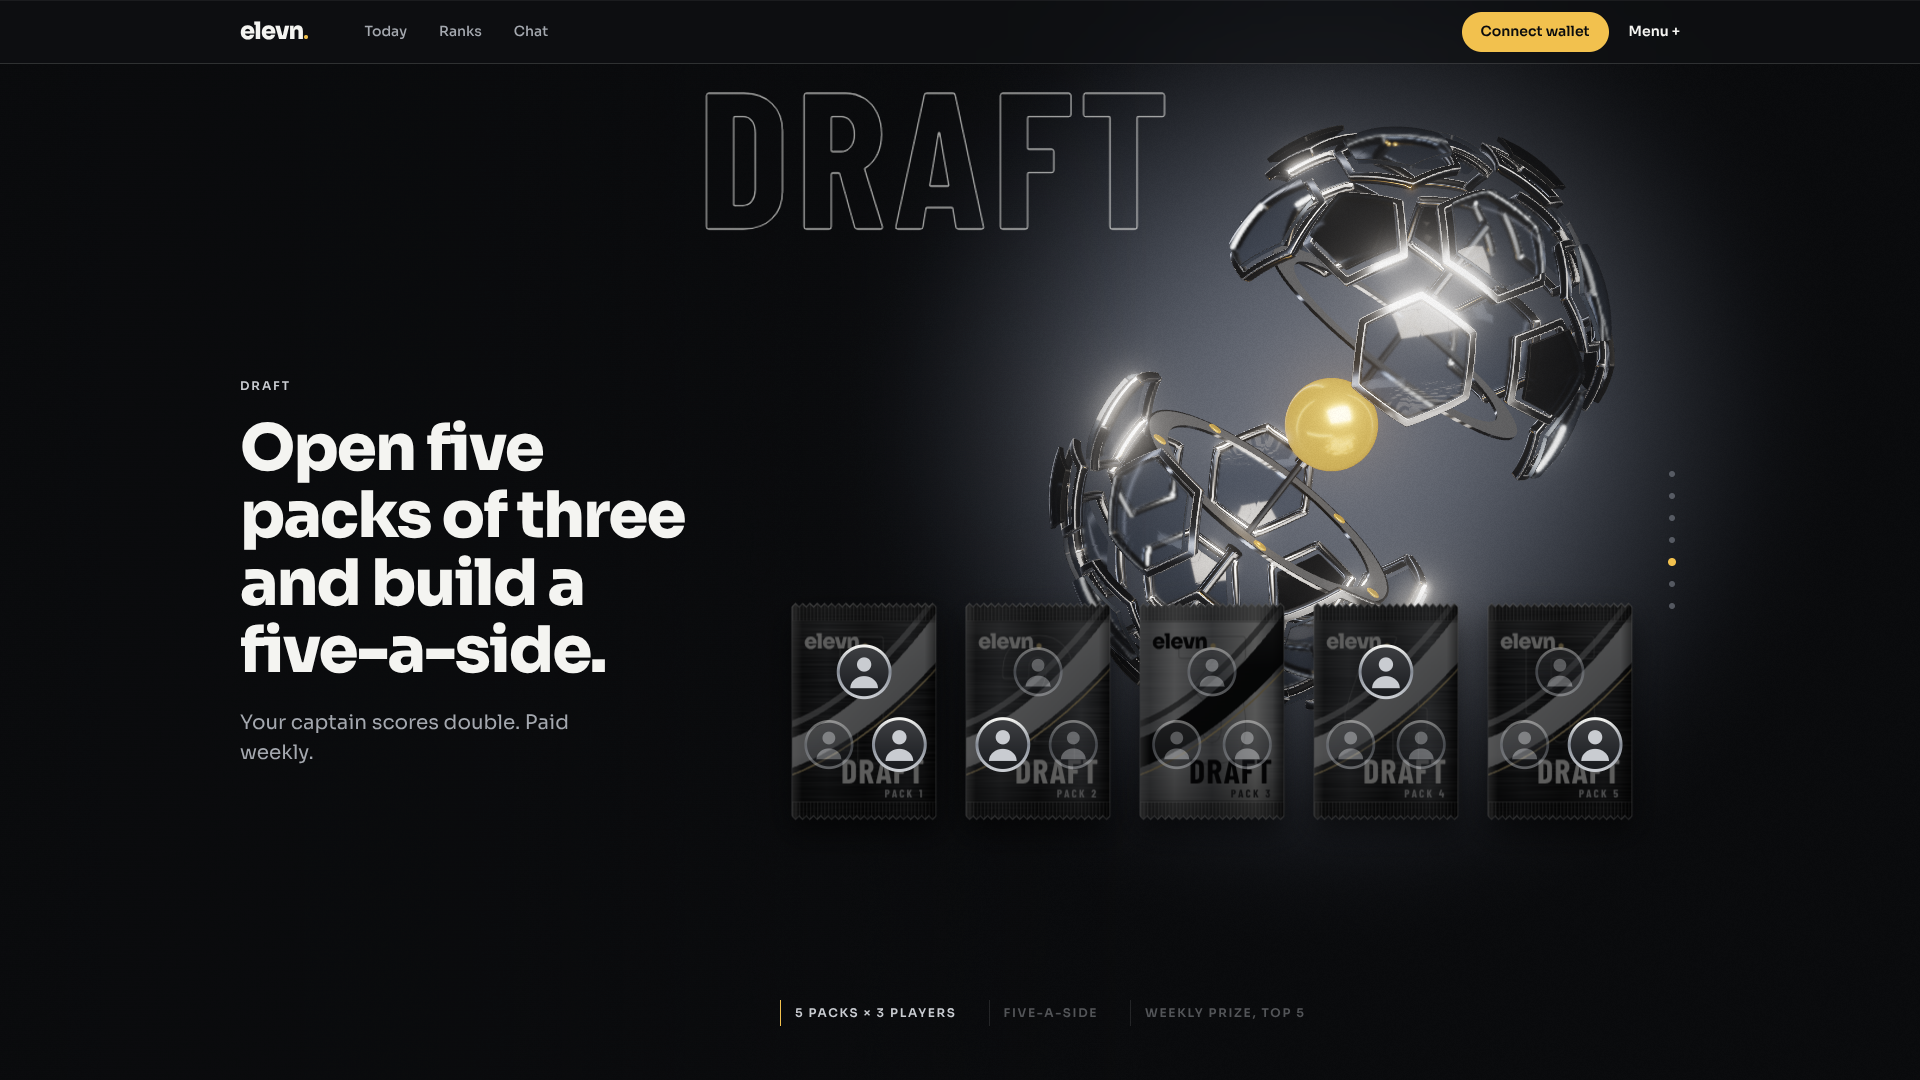 elevn.
Today
Ranks
Chat
Connect wallet
Menu +
DRAFT
DRAFT
Open five
packs of three
and build a
five-a-side.
Your captain scores double. Paid
weekly.
elevn.
DRAFT
PACK 1
elevn.
DRAFT
PACK 2
elevn.
DRAFT
PACK 3
elevn.
DRAFT
PACK 4
elevn.
DRAFT
PACK 5
5 PACKS × 3 PLAYERS
FIVE-A-SIDE
WEEKLY PRIZE, TOP 5